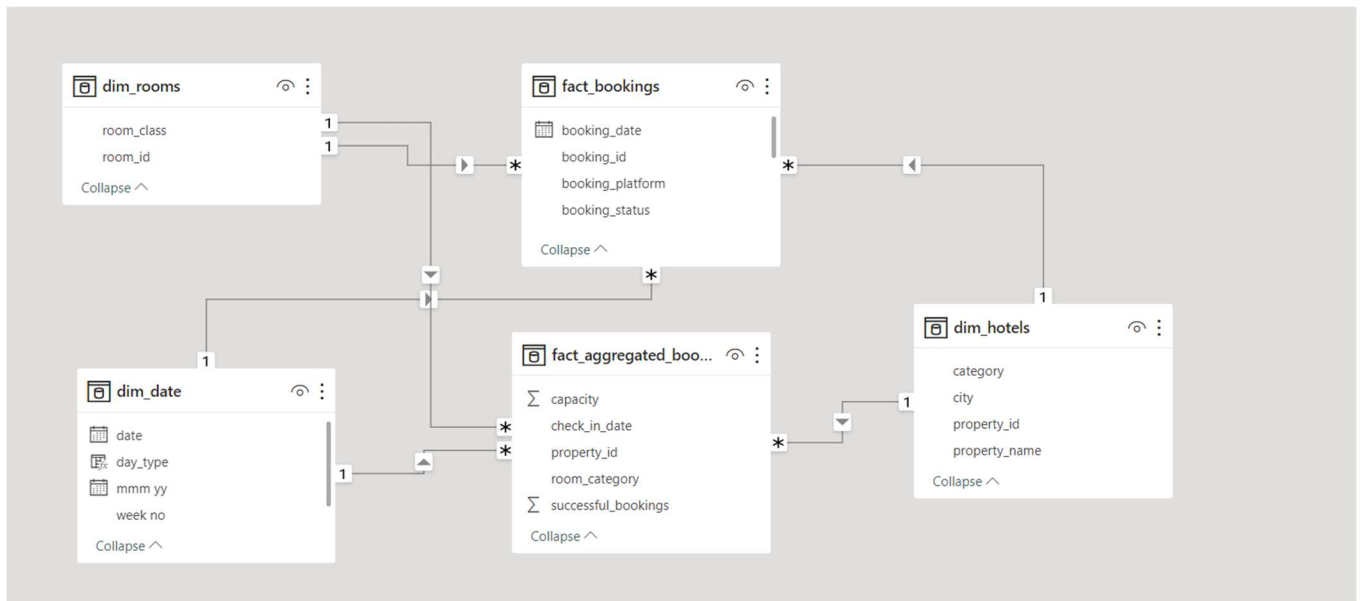 dim_rooms
room_class
room_id
Collapse
1
1
fact_bookings
booking_date
booking_id
booking_platform
booking_status
Collapse
*
*
*
1
dim_hotels
category
city
property_id
property_name
Collapse
1
1
dim_date
date
day_type
mmm yy
week no
Collapse
1
fact_aggregated_boo...
Σ capacity
check_in_date
property_id
room_category
Σ successful_bookings
Collapse
*
*
*